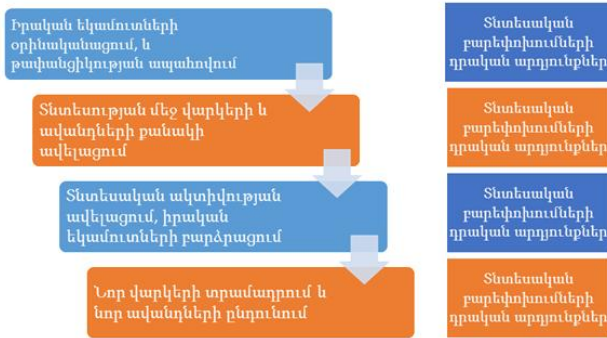 Իրական եկամուտների
օրինականացում, և
թափանցիկության ապահովում
Տնտեսության մեջ վարկերի և
ավանդների քանակի
ավելացում
Տնտեսական ակտիվության
ավելացում, իրական
եկամուտների բարձրացում
Նոր վարկերի տրամադրում և
նոր ավանդների ընդունում
Տնտեսական
բարեփոխումների
դրական արդյունքներ
Տնտեսական
բարեփոխումների
դրական արդյունքներ
Տնտեսական
բարեփոխումների
դրական արդյունքներ
Տնտեսական
բարեփոխումների
դրական արդյունքներ